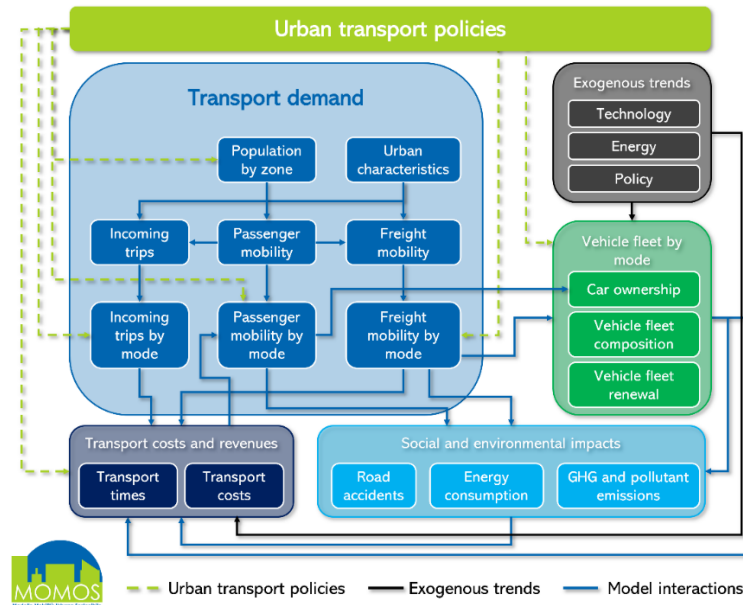 Urban transport policies
Transport demand
Exogenous trends
Technology
Energy
Policy
Population
by zone
Urban
characteristics
Incoming
trips
Passenger
mobility
Freight
mobility
Vehicle fleet by
mode
Car ownership
Vehicle fleet
composition
Vehicle fleet
renewal
Incoming
trips by
mode
Passenger
mobility by
mode
Freight
mobility by
mode
Transport costs and revenues
Transport
times
Transport
costs
Social and environmental impacts
Road
accidents
Energy
consumption
GHG and pollutant
emissions
MOMOS
Urban transport policies
Exogenous trends
Model interactions